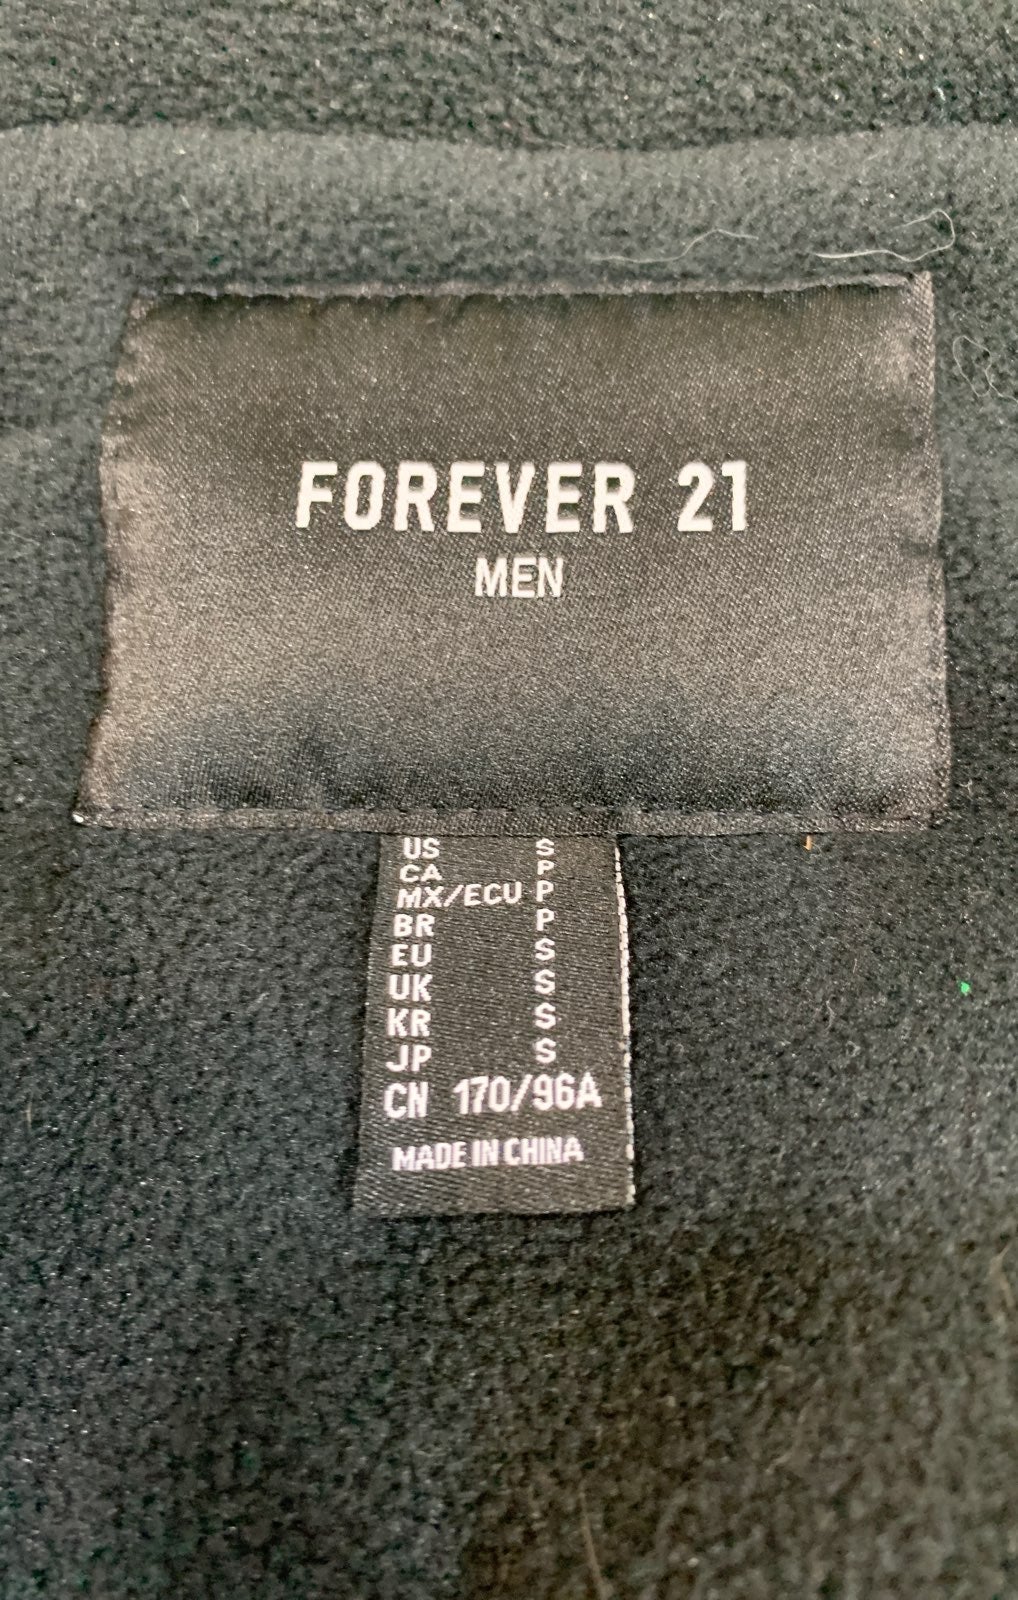 FOREVER 21
MEN
US S
CA P
MX/ECU P
BR P
EU S
UK S
KR S
JP S
CN 170/96A
MADE IN CHINA